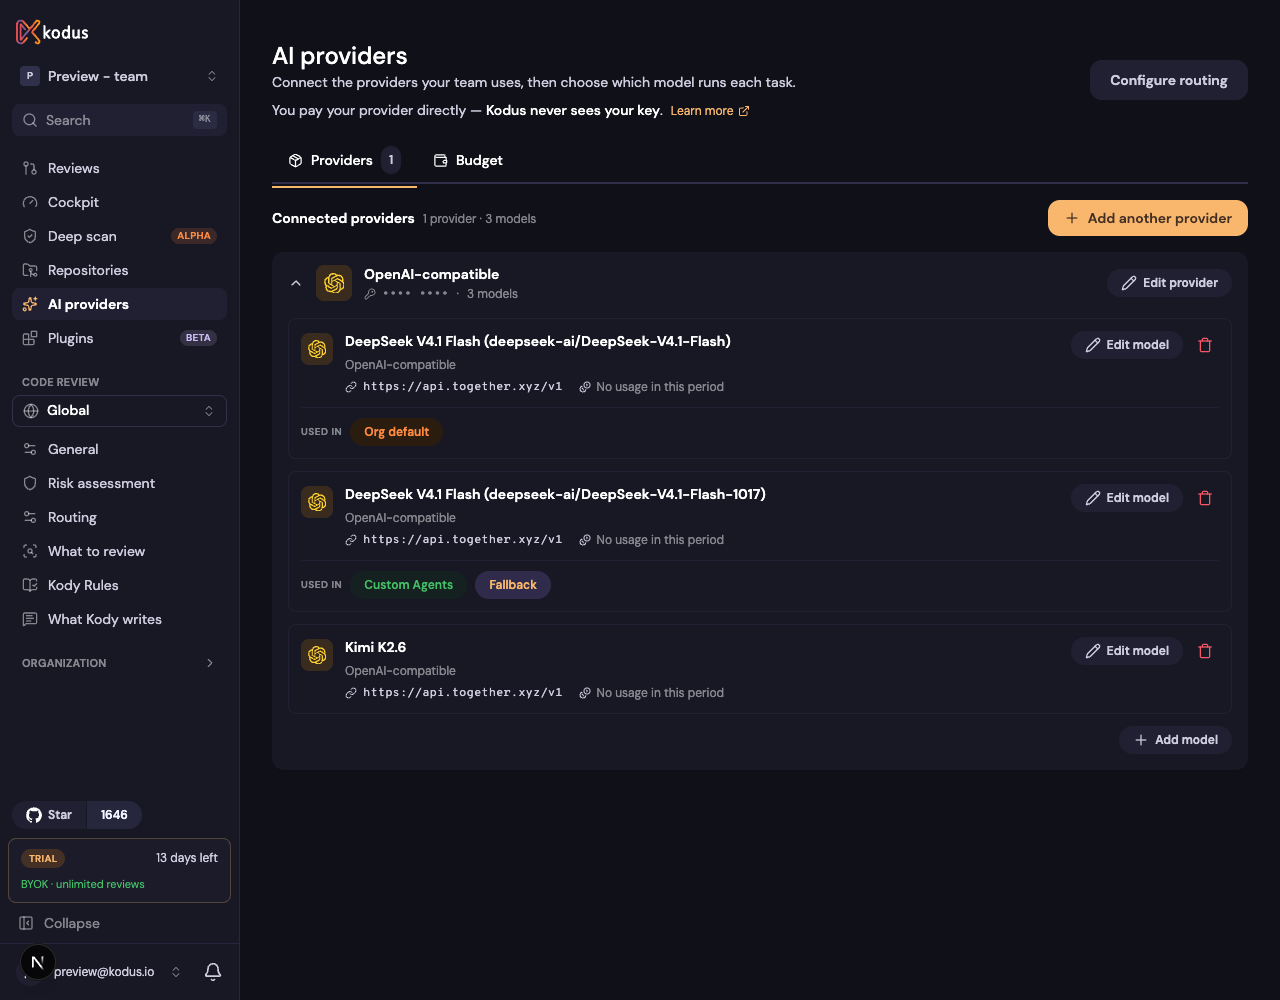 kodus
P Preview - team
Search ⌘K
Reviews
Cockpit
Deep scan ALPHA
Repositories
AI providers
Plugins BETA
CODE REVIEW
Global
General
Risk assessment
Routing
What to review
Kody Rules
What Kody writes
ORGANIZATION
Star 1646
TRIAL 13 days left
BYOK · unlimited reviews
Collapse
N preview@kodus.io
AI providers
Connect the providers your team uses, then choose which model runs each task.
You pay your provider directly — Kodus never sees your key. Learn more
Configure routing
Providers 1 Budget
Connected providers 1 provider · 3 models
+ Add another provider
OpenAI-compatible
•••• •••• · 3 models
Edit provider
DeepSeek V4.1 Flash (deepseek-ai/DeepSeek-V4.1-Flash)
Edit model
OpenAI-compatible
https://api.together.xyz/v1 No usage in this period
USED IN Org default
DeepSeek V4.1 Flash (deepseek-ai/DeepSeek-V4.1-Flash-1017)
Edit model
OpenAI-compatible
https://api.together.xyz/v1 No usage in this period
USED IN Custom Agents Fallback
Kimi K2.6
Edit model
OpenAI-compatible
https://api.together.xyz/v1 No usage in this period
+ Add model